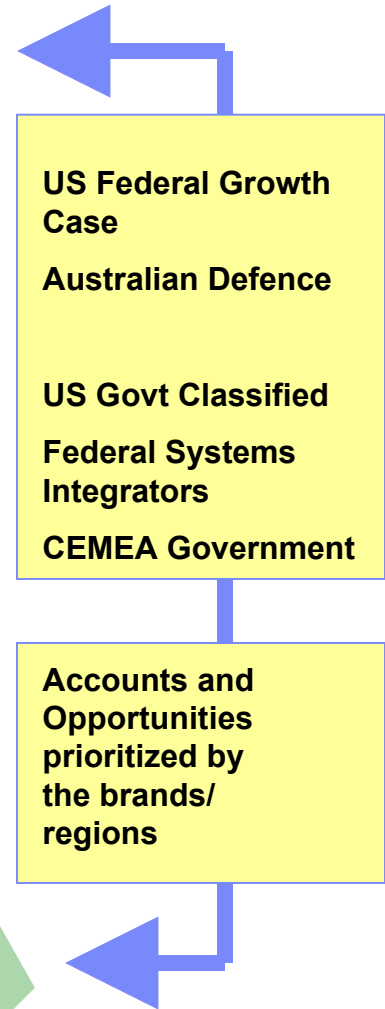 US Federal Growth
Case
Australian Defence
US Govt Classified
Federal Systems
Integrators
CEMEA Government
Accounts and
Opportunities
prioritized by
the brands/
regions